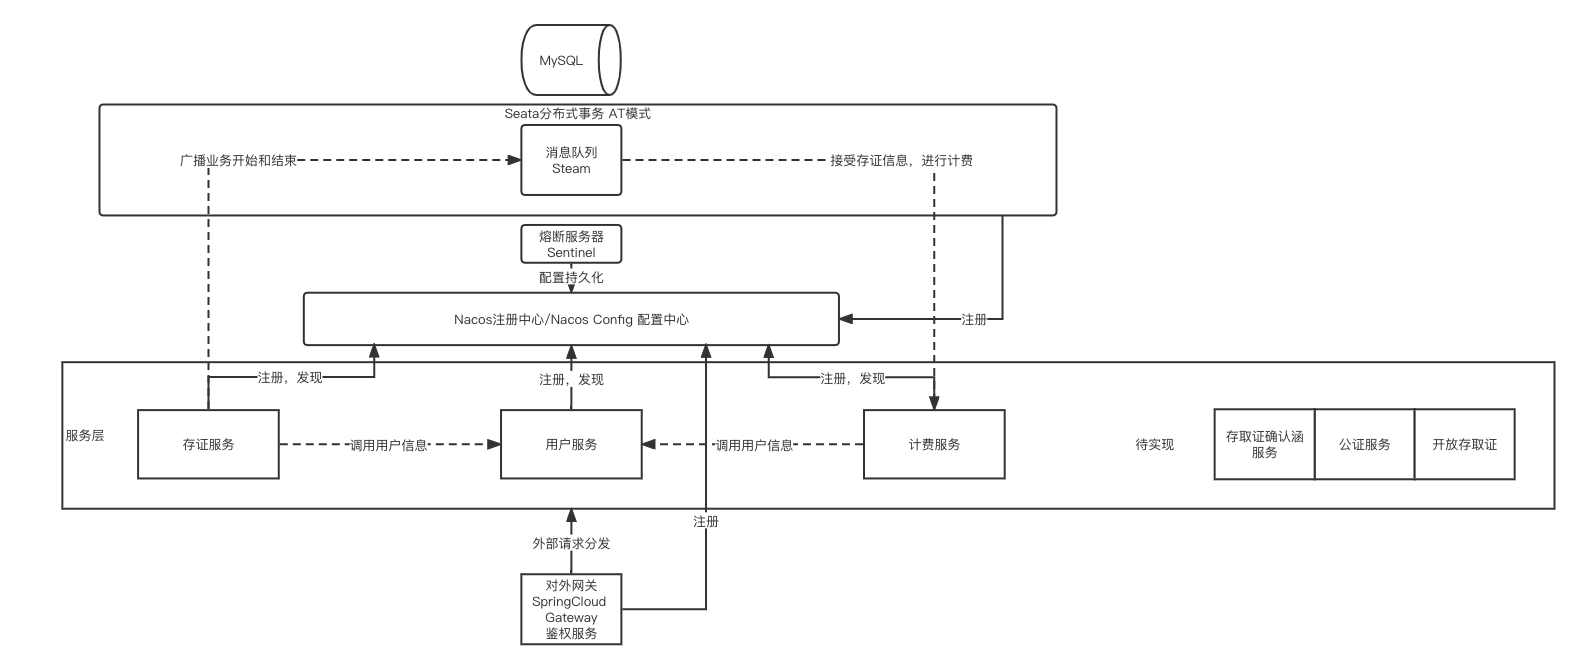 MySQL
Seata分布式事务 AT模式
广播业务开始和结束
消息队列
Steam
接受存证信息，进行计费
熔断服务器
Sentinel
配置持久化
Nacos注册中心/Nacos Config 配置中心
注册
注册，发现
注册，发现
注册，发现
服务层
存证服务
调用用户信息
用户服务
调用用户信息
计费服务
待实现
存取证确认涵
服务
公证服务
开放存取证
注册
外部请求分发
对外网关
SpringCloud
Gateway
鉴权服务